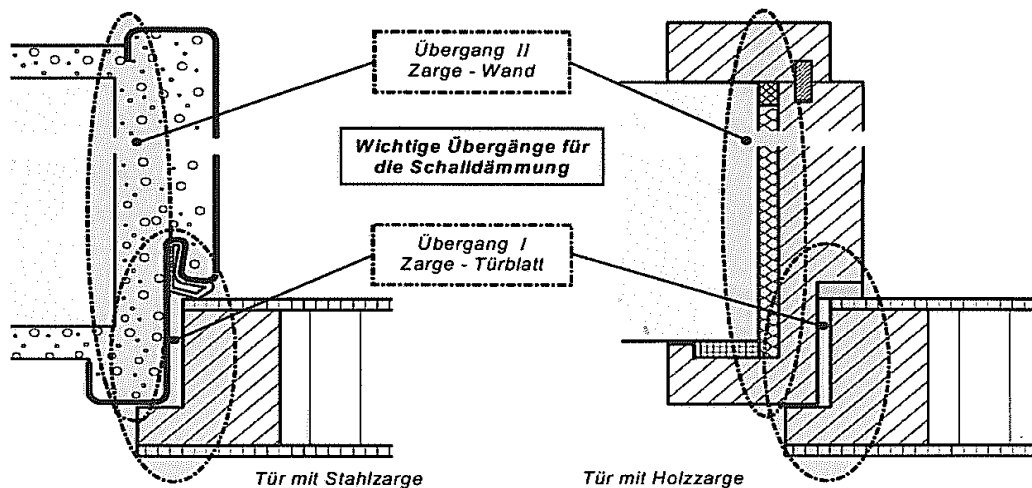 Übergang II
Zarge - Wand
Wichtige Übergänge für
die Schalldämmung
Übergang I
Zarge - Türblatt
Tür mit Stahlzarge
Tür mit Holzzarge